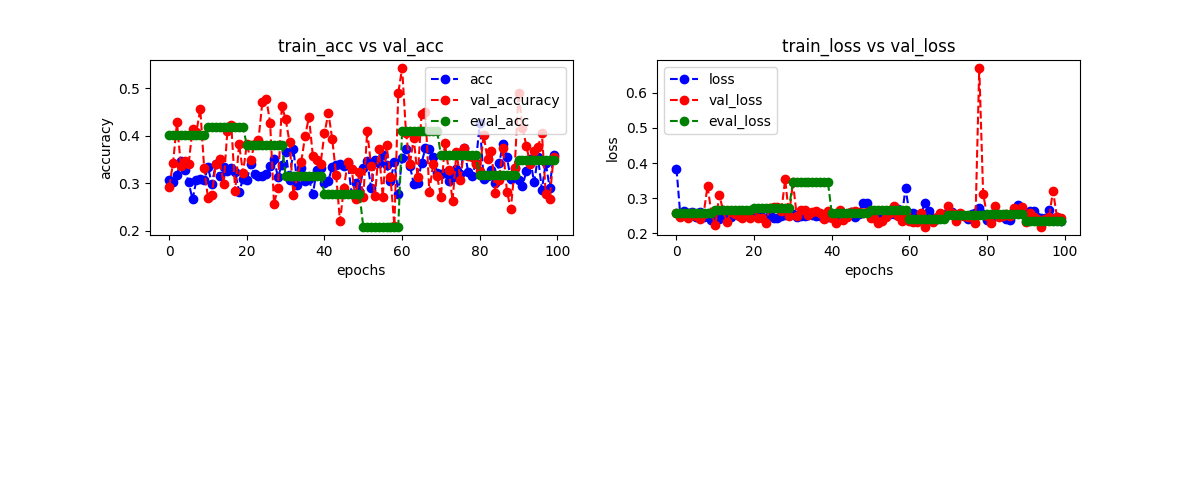 train_acc vs val_acc
accuracy
0.5
0.4
0.3
0.2
acc
val_accuracy
eval_acc
0 20 40 60 80 100
epochs
train_loss vs val_loss
loss
0.6
0.5
0.4
0.3
0.2
loss
val_loss
eval_loss
0 20 40 60 80 100
epochs